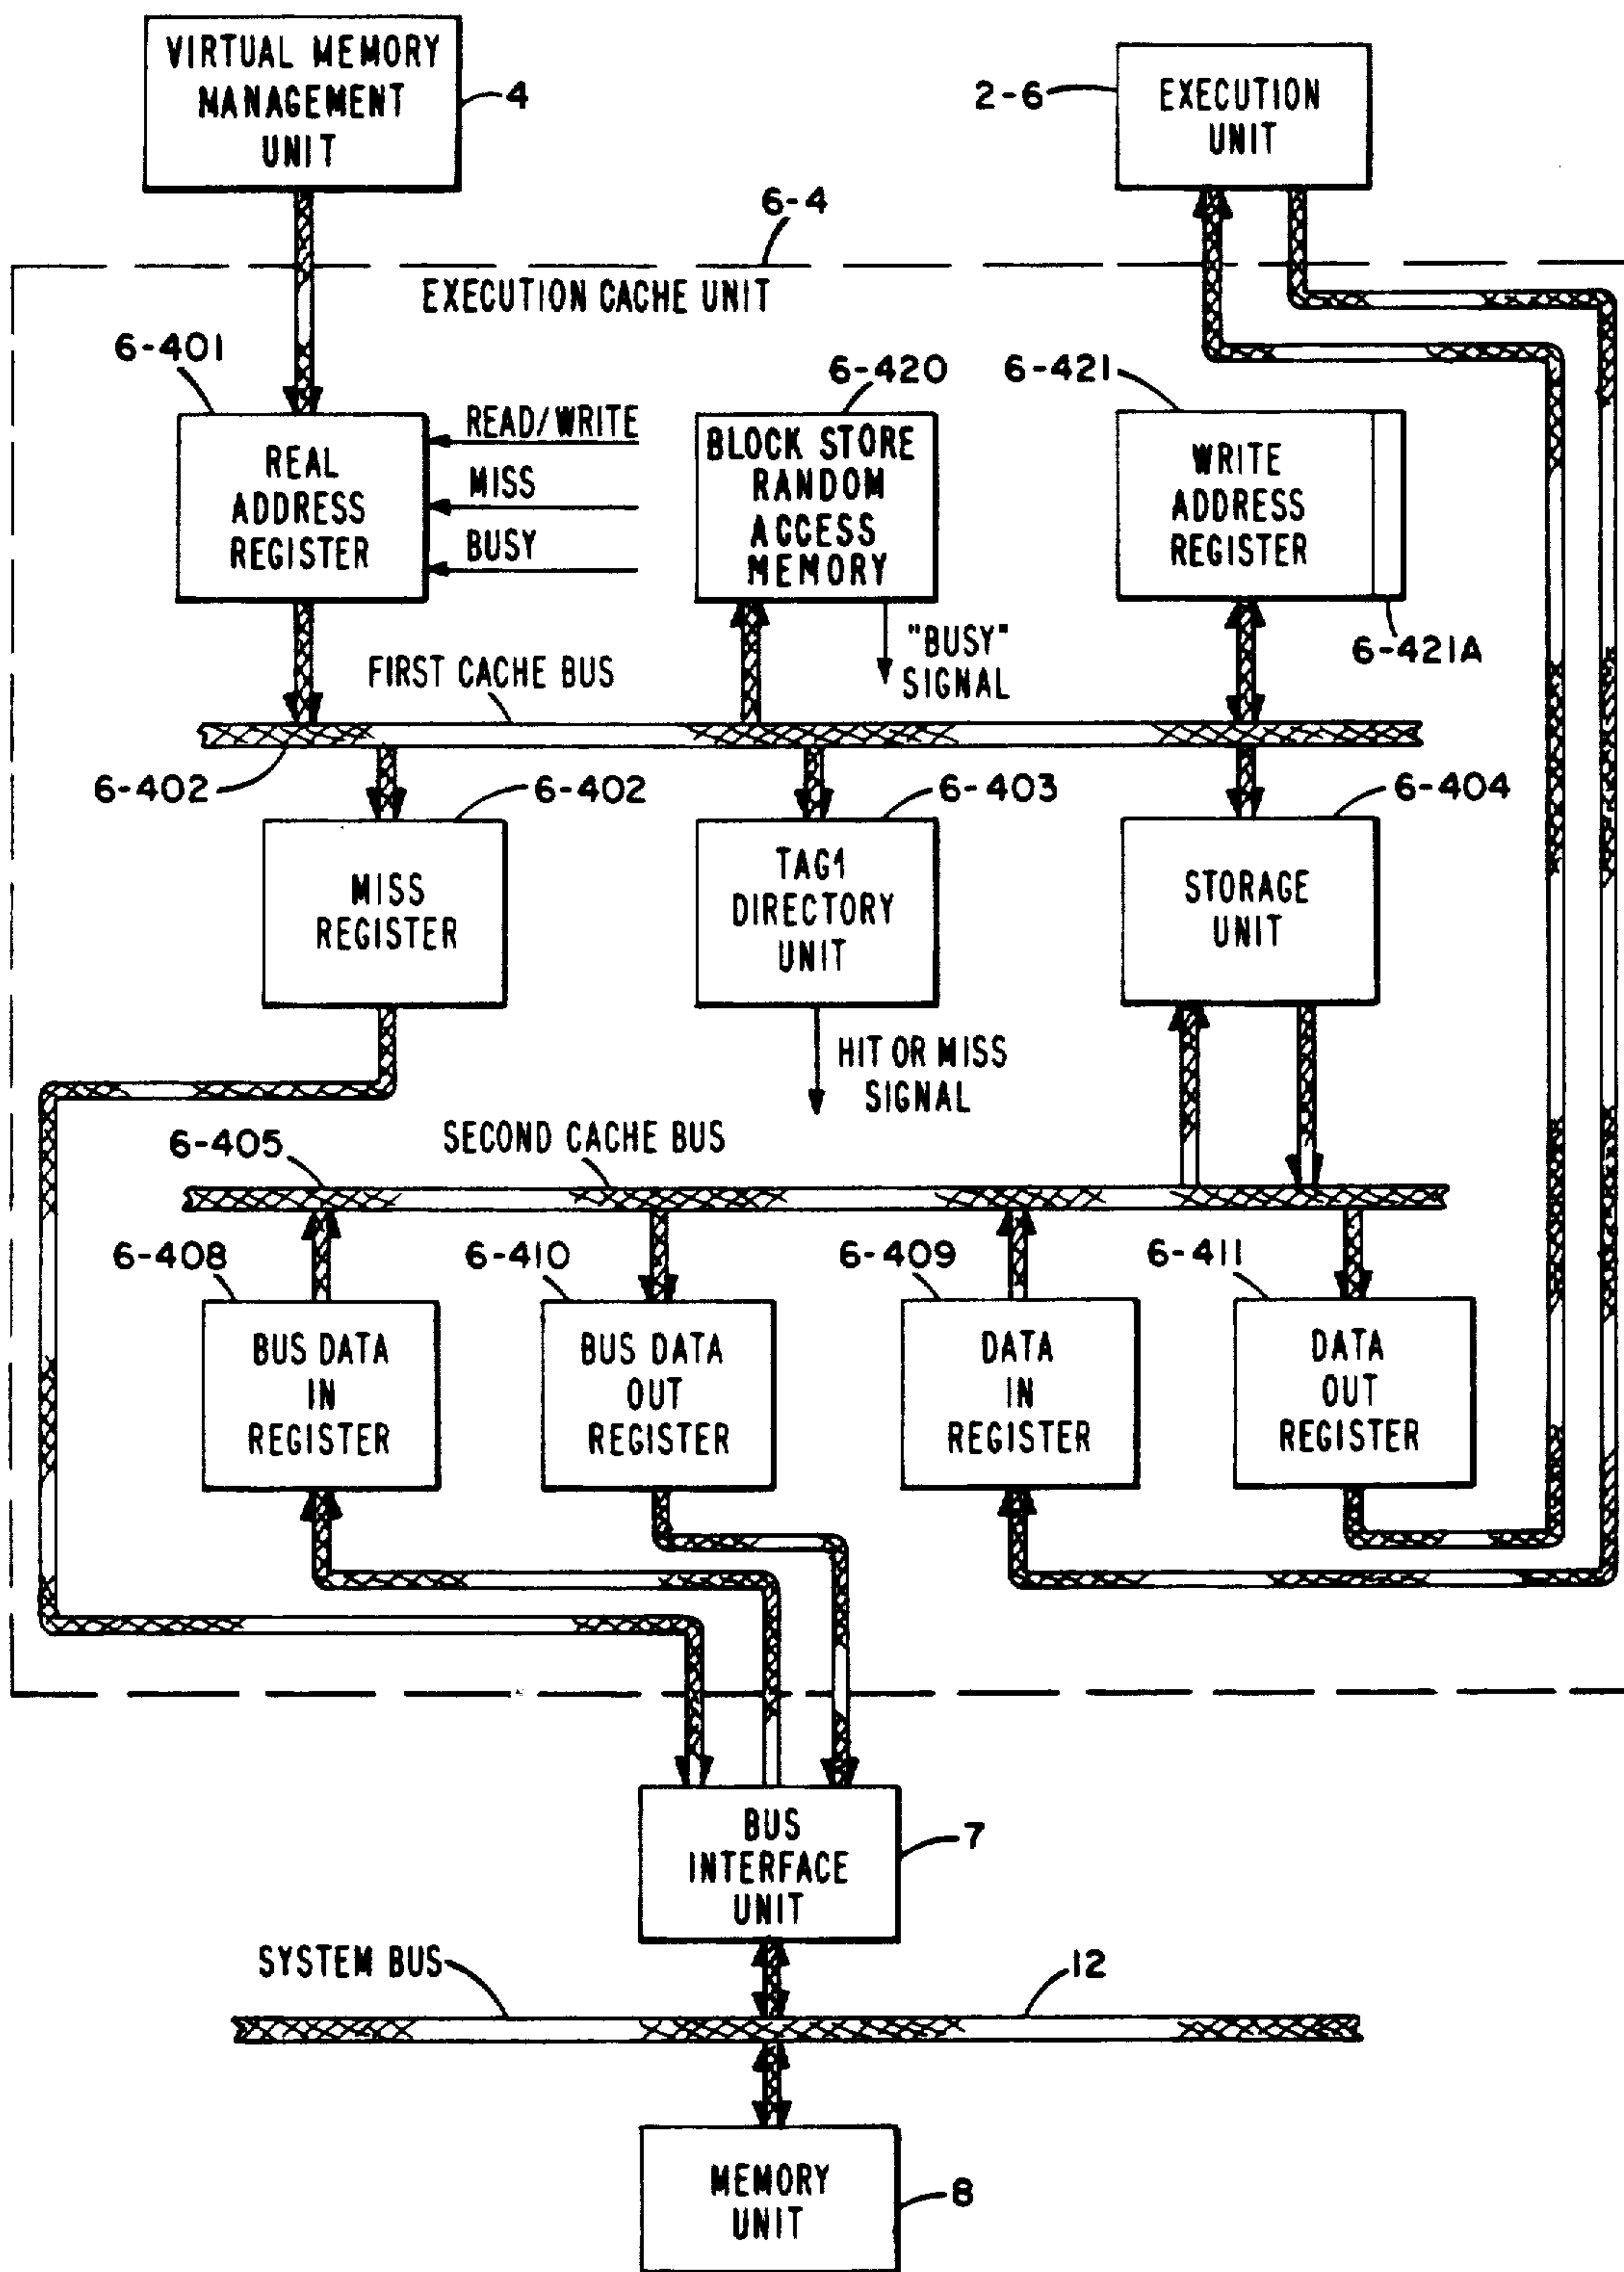 VIRTUAL MEMORY
MANAGEMENT
UNIT
4
2-6
EXECUTION
UNIT
6-4
EXECUTION CACHE UNIT
6-401
REAL
ADDRESS
REGISTER
READ/WRITE
MISS
BUSY
6-420
BLOCK STORE
RANDOM
ACCESS
MEMORY
"BUSY"
SIGNAL
6-421
WRITE
ADDRESS
REGISTER
6-421A
FIRST CACHE BUS
6-402
6-402
MISS
REGISTER
6-403
TAG1
DIRECTORY
UNIT
6-404
STORAGE
UNIT
HIT OR MISS
SIGNAL
6-405
SECOND CACHE BUS
6-408
BUS DATA
IN
REGISTER
6-410
BUS DATA
OUT
REGISTER
6-409
DATA
IN
REGISTER
6-411
DATA
OUT
REGISTER
BUS
INTERFACE
UNIT
7
SYSTEM BUS
12
MEMORY
UNIT
8